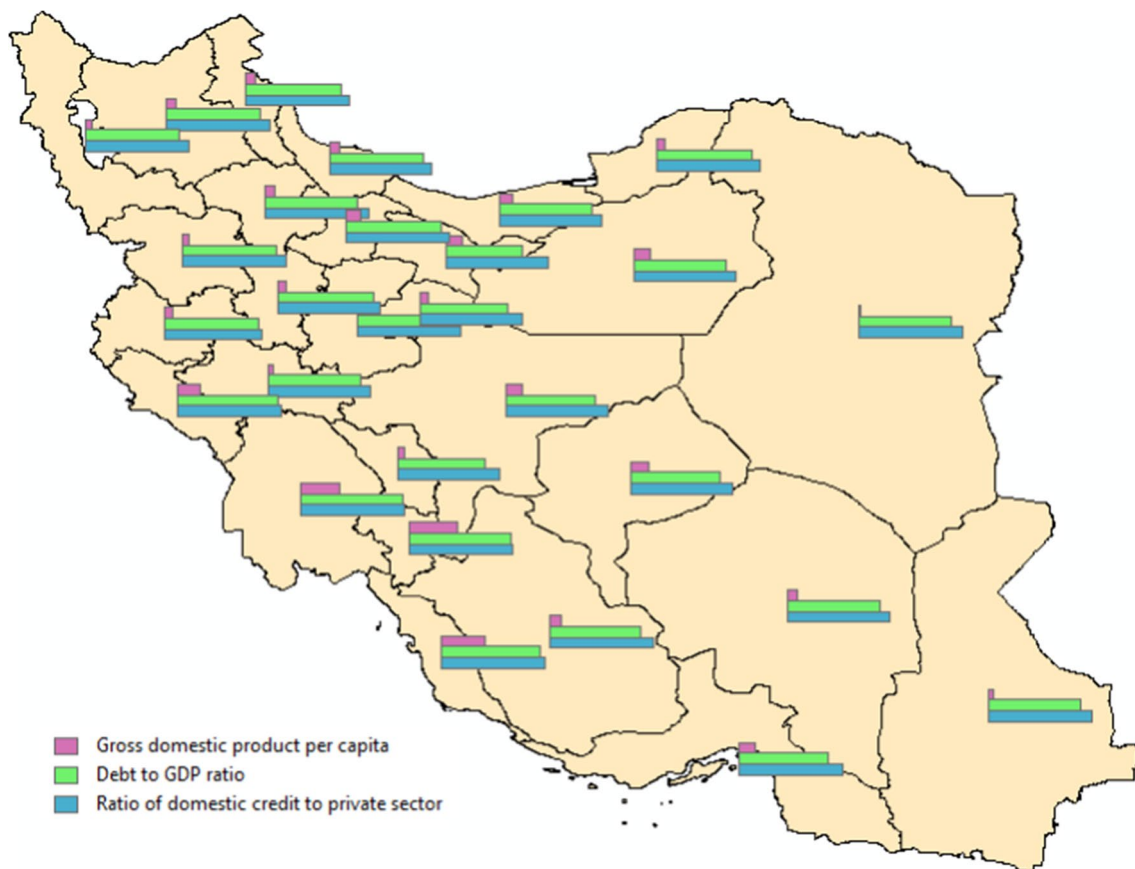 Gross domestic product per capita
Debt to GDP ratio
Ratio of domestic credit to private sector